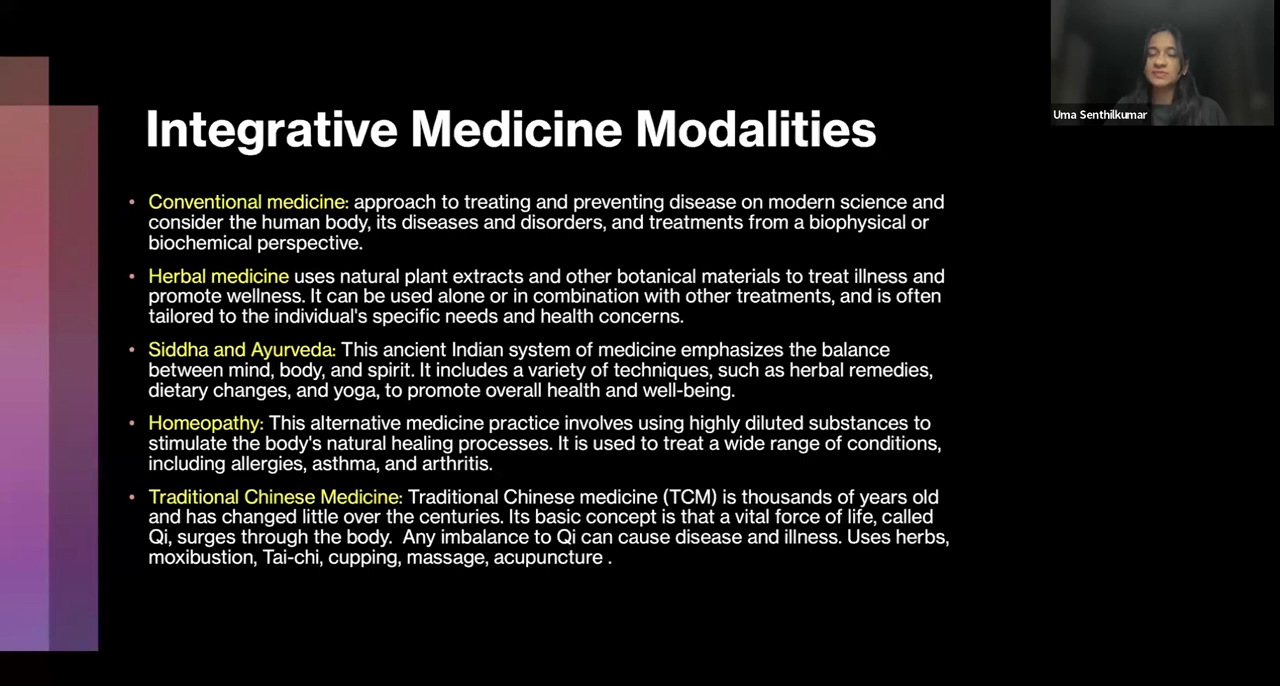 Integrative Medicine Modalities
Uma Senthilkumar
• Conventional medicine: approach to treating and preventing disease on modern science and
consider the human body, its diseases and disorders, and treatments from a biophysical or
biochemical perspective.
• Herbal medicine uses natural plant extracts and other botanical materials to treat illness and
promote wellness. It can be used alone or in combination with other treatments, and is often
tailored to the individual's specific needs and health concerns.
• Siddha and Ayurveda: This ancient Indian system of medicine emphasizes the balance
between mind, body, and spirit. It includes a variety of techniques, such as herbal remedies,
dietary changes, and yoga, to promote overall health and well-being.
• Homeopathy: This alternative medicine practice involves using highly diluted substances to
stimulate the body's natural healing processes. It is used to treat a wide range of conditions,
including allergies, asthma, and arthritis.
• Traditional Chinese Medicine: Traditional Chinese medicine (TCM) is thousands of years old
and has changed little over the centuries. Its basic concept is that a vital force of life, called
Qi, surges through the body.  Any imbalance to Qi can cause disease and illness. Uses herbs,
moxibustion, Tai-chi, cupping, massage, acupuncture .